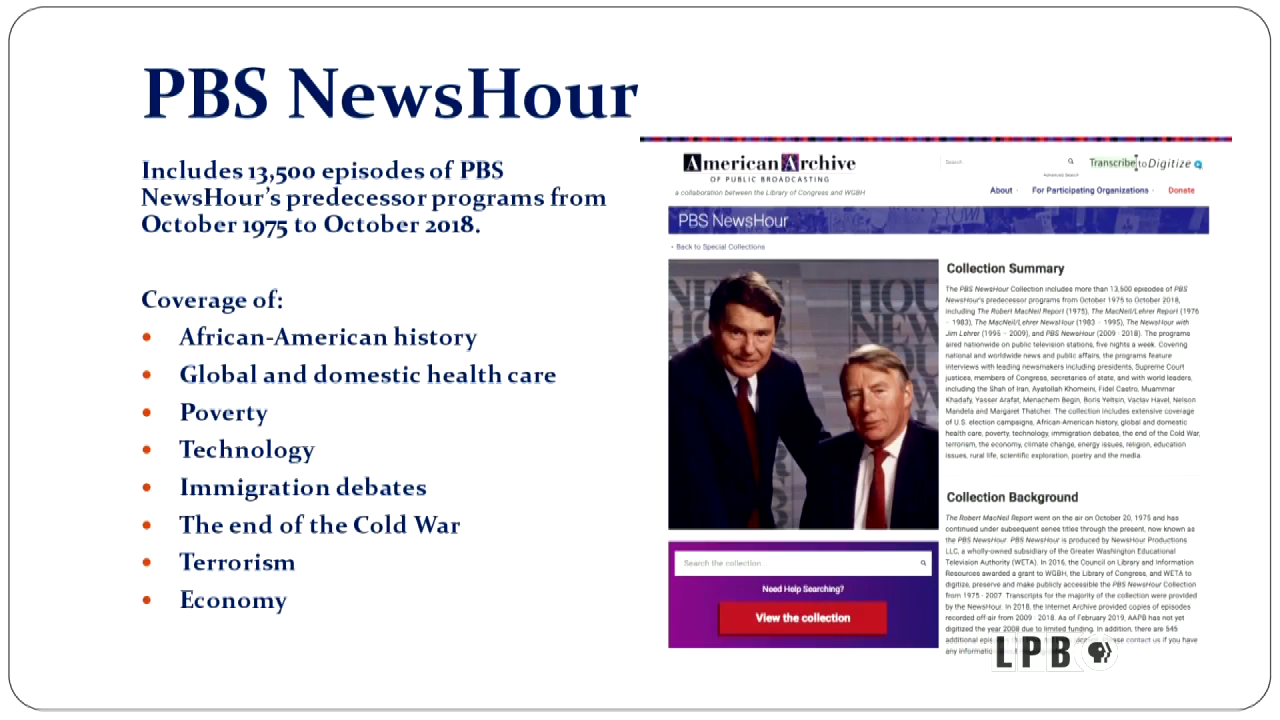 PBS NewsHour
Includes 13,500 episodes of PBS
NewsHour's predecessor programs from
October 1975 to October 2018.
Coverage of:
• African-American history
• Global and domestic health care
• Poverty
• Technology
• Immigration debates
• The end of the Cold War
• Terrorism
• Economy
American Archive
OF PUBLIC BROADCASTING
a collaboration between the Library of Congress and WGBH
Search
Advanced Search
Transcribe to Digitize
About
For Participating Organizations
Donate
PBS NewsHour
‹ Back to Special Collections
NEWS
HOUR
Search the collection
Need Help Searching?
View the collection
Collection Summary
The PBS NewsHour Collection includes more than 13,500 episodes of PBS
NewsHour's predecessor programs from October 1975 to October 2018,
including The Robert MacNeil Report (1975), The MacNeil/Lehrer Report (1976
- 1983), The MacNeil/Lehrer NewsHour (1983 - 1995), The NewsHour with
Jim Lehrer (1995 - 2009), and PBS NewsHour (2009 - 2018). The programs
aired nationwide on public television stations, five nights a week. Covering
national and worldwide news and public affairs, the programs feature
interviews with leading newsmakers including presidents, Supreme Court
justices, members of Congress, secretaries of state, and with world leaders,
including the Shah of Iran, Ayatollah Khomeini, Fidel Castro, Muammar
Khadafy, Yasser Arafat, Menachem Begin, Boris Yeltsin, Vaclav Havel, Nelson
Mandela and Margaret Thatcher. The collection includes extensive coverage
of U.S. election campaigns, African-American history, global and domestic
health care, poverty, technology, immigration debates, the end of the Cold War,
terrorism, the economy, climate change, energy issues, religion, education
issues, rural life, scientific exploration, poetry and the media.
Collection Background
The Robert MacNeil Report went on the air on October 20, 1975 and has
continued under subsequent series titles through the present, now known as
the PBS NewsHour. PBS NewsHour is produced by NewsHour Productions
LLC, a wholly-owned subsidiary of the Greater Washington Educational
Television Authority (WETA). In 2016, the Council on Library and Information
Resources awarded a grant to WGBH, the Library of Congress, and WETA to
digitize, preserve and make publicly accessible the PBS NewsHour Collection
from 1975 - 2007. Transcripts for the majority of the collection were provided
by the NewsHour. In 2018, the Internet Archive provided copies of episodes
recorded off-air from 2009 - 2018. As of February 2019, AAPB has not yet
digitized the year 2008 due to limited funding. In addition, there are 545
additional contact us if you have
any
LPB